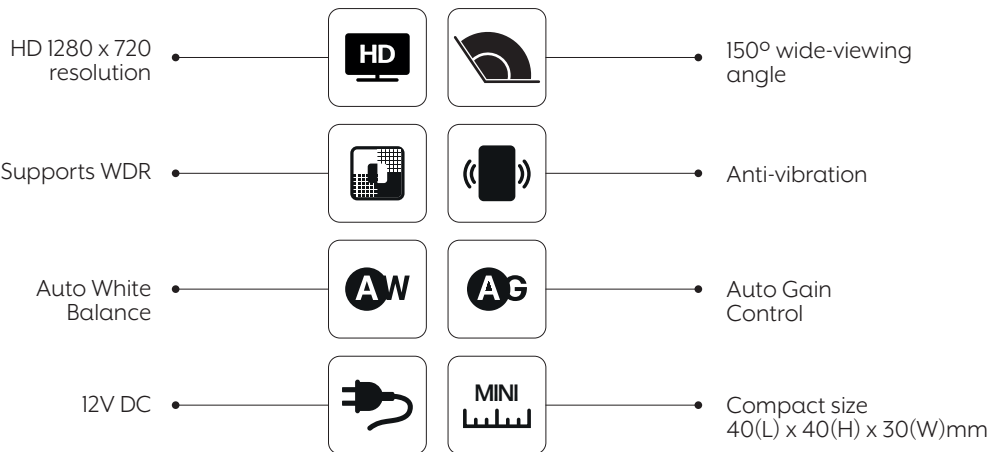 HD 1280 x 720
resolution
HD
150º wide-viewing
angle
Supports WDR
Anti-vibration
Auto White
Balance
AW
AG
Auto Gain
Control
12V DC
MINI
Compact size
40(L) x 40(H) x 30(W)mm